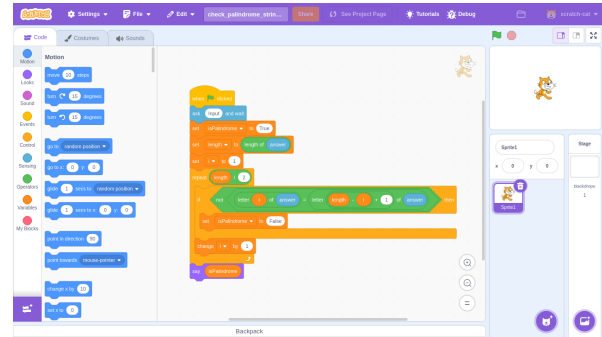 SCRATCH Settings File Edit check_palindrome_strin... Share See Project Page Tutorials Debug scratch-cat
Code Costumes Sounds
Motion
Looks
Sound
Events
Control
Sensing
Operators
Variables
My Blocks
Motion
move 10 steps
turn 15 degrees
turn 15 degrees
go to random position
go to x: 0 y: 0
glide 1 secs to random position
glide 1 secs to x: 0 y: 0
point in direction 90
point towards mouse-pointer
change x by 10
set x to 0
when clicked
ask Input and wait
set isPalindrome to True
set length to length of answer
set i to 1
repeat length / 2
if not letter i of answer = letter length - i + 1 of answer then
set isPalindrome to False
change i by 1
say isPalindrome
Sprite1
x 0 y 0
Sprite1
Stage
Backdrops
1
Backpack